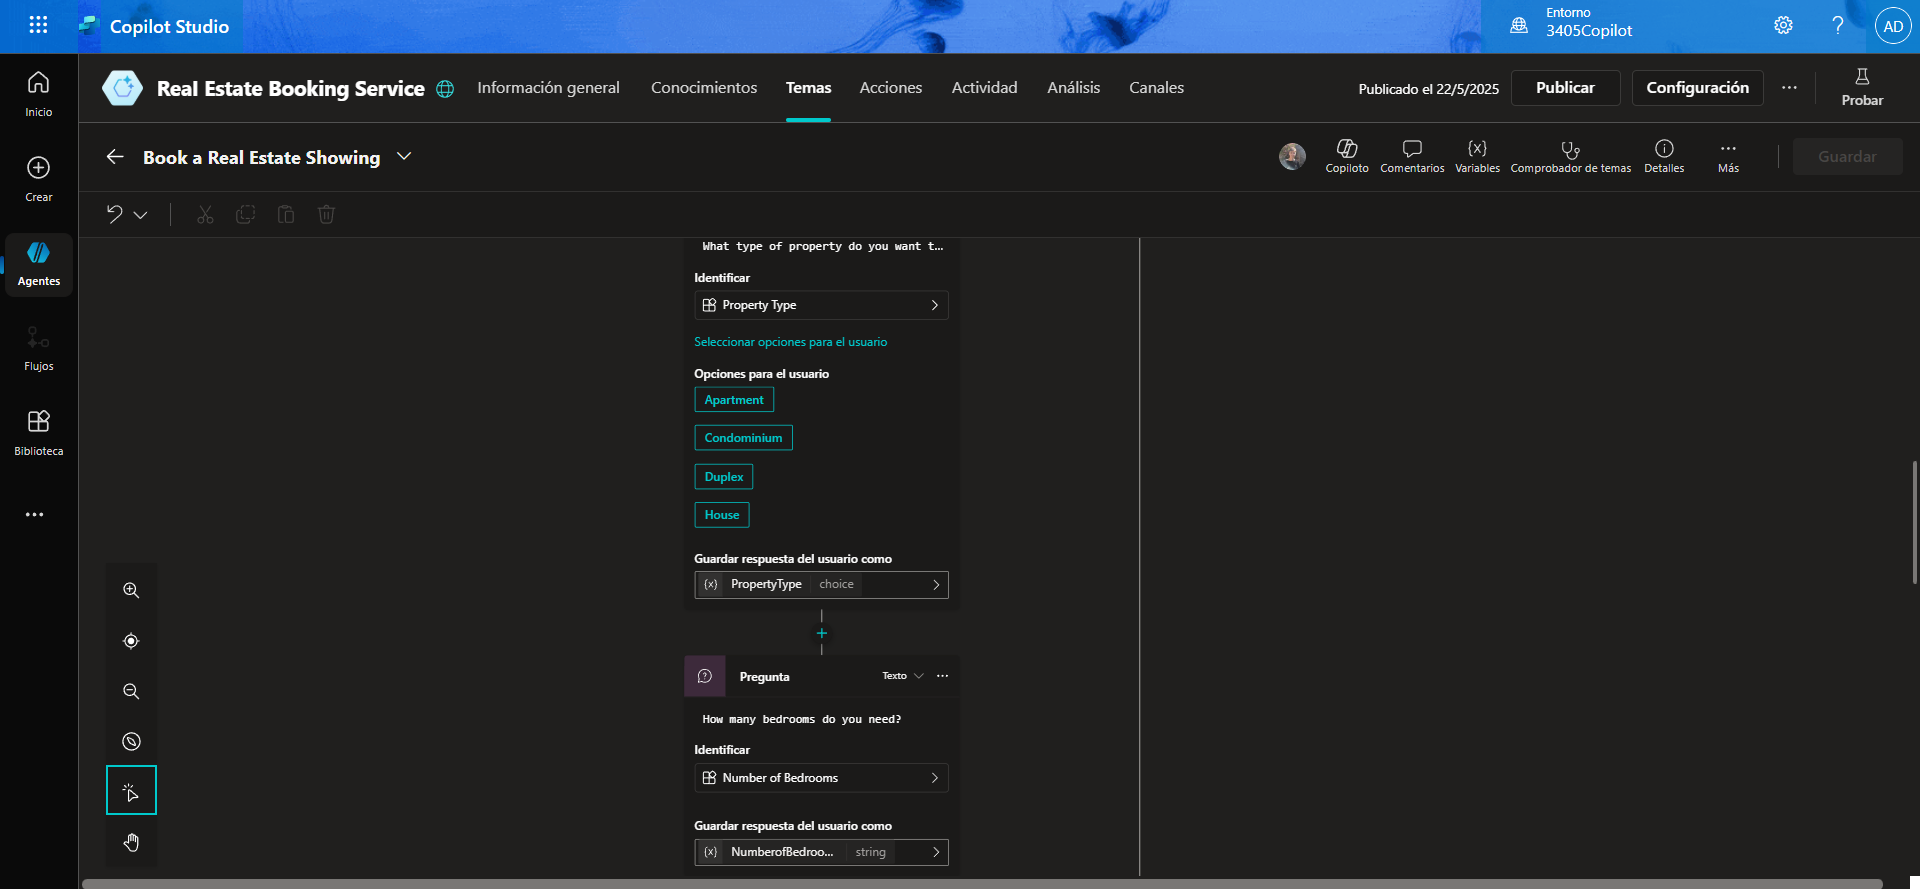 Copilot Studio
Entorno
3405Copilot
?
AD
Real Estate Booking Service
Información general
Conocimientos
Temas
Acciones
Actividad
Análisis
Canales
Publicado el 22/5/2025
Publicar
Configuración
...
Probar
Inicio
Crear
Agentes
Flujos
Biblioteca
...
Book a Real Estate Showing
Copiloto
Comentarios
{x}
Variables
Comprobador de temas
Detalles
...
Más
Guardar
What type of property do you want t...
Identificar
Property Type
Seleccionar opciones para el usuario
Opciones para el usuario
Apartment
Condominium
Duplex
House
Guardar respuesta del usuario como
{x} PropertyType choice
+
Pregunta
Texto
...
How many bedrooms do you need?
Identificar
Number of Bedrooms
Guardar respuesta del usuario como
{x} NumberofBedroo... string